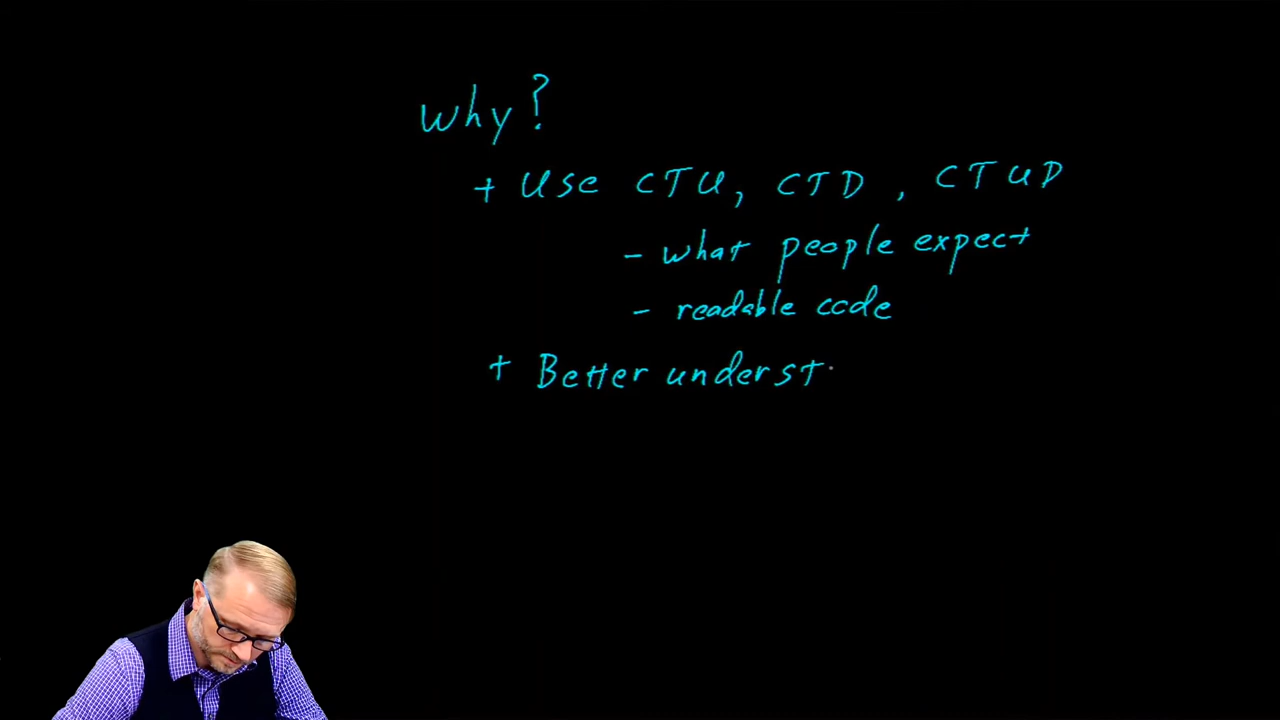 Why?
+ Use CTU, CTD, CTUD
- what people expect
- readable code
+ Better underst